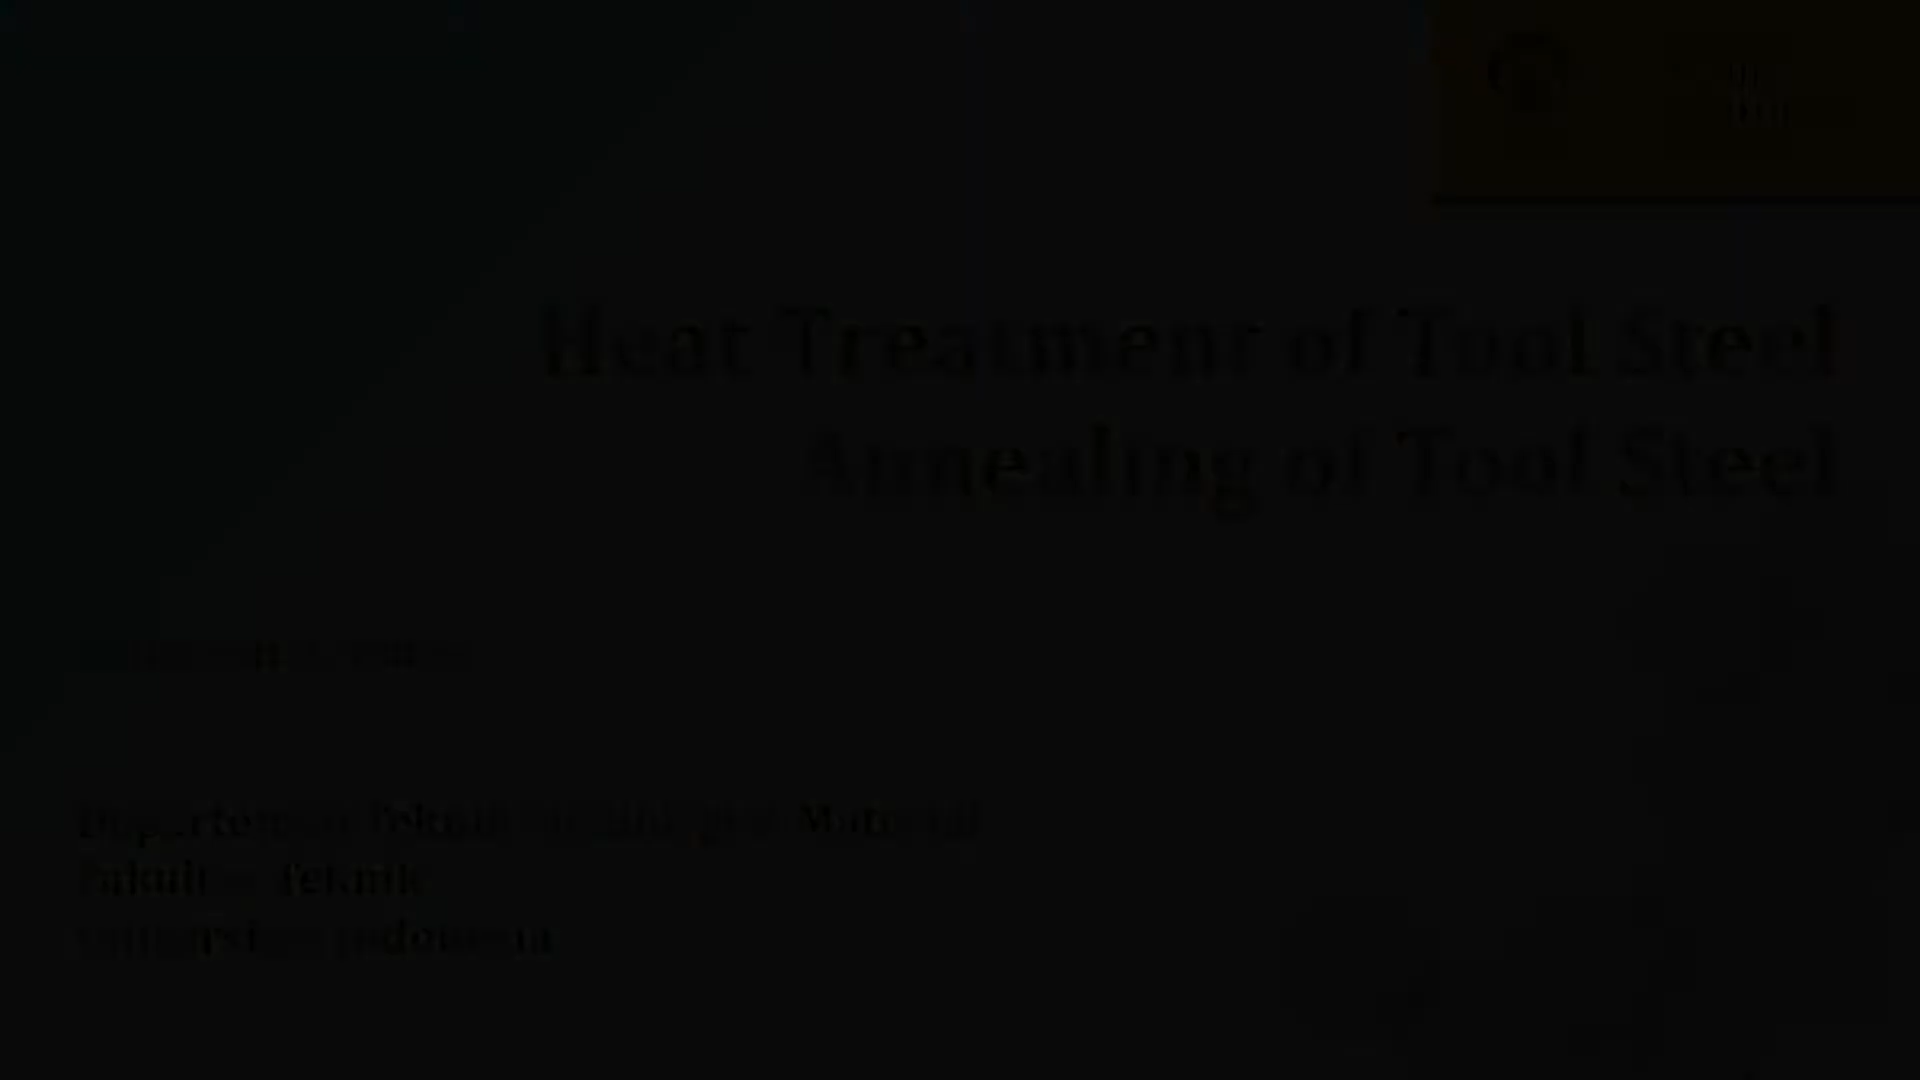 Heat Treatment of Tool Steel
Annealing of Tool Steel
Departemen Teknik Metalurgi & Material
Fakultas Teknik
Universitas Indonesia